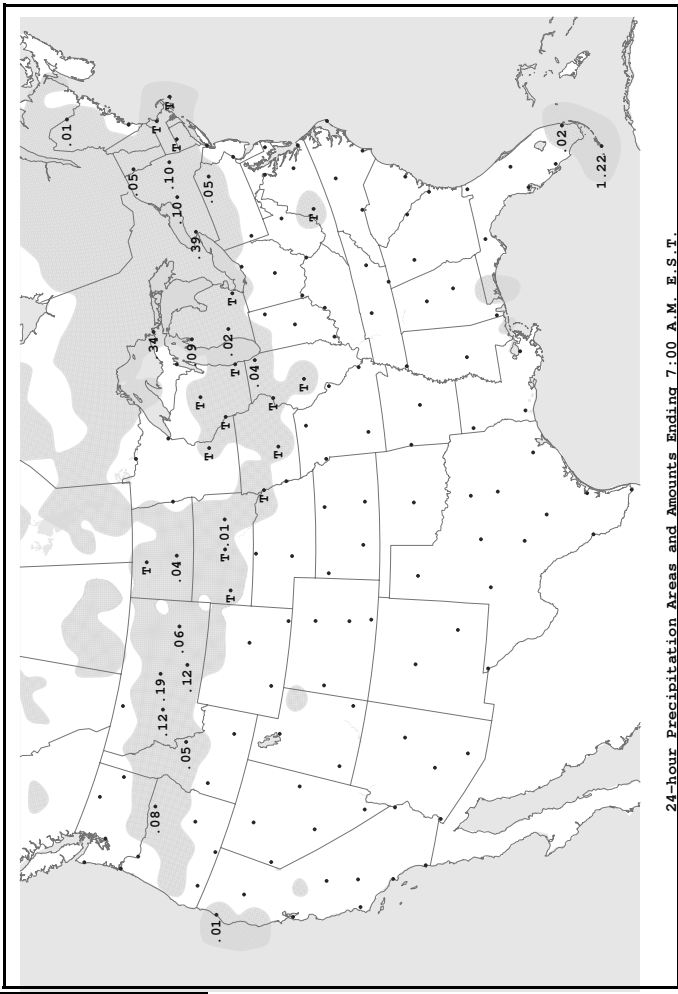 .01
.05
T
.34
.08
T
.12
.19
.10
T
.04
T
.10
.06
.05
.12
.09
.39
T
.05
T
.01
T
.01
T
.02
T
T
T
.04
T
T
T
T
T
.02
1.22
24-hour Precipitation Areas and Amounts Ending 7:00 A.M. E.S.T.